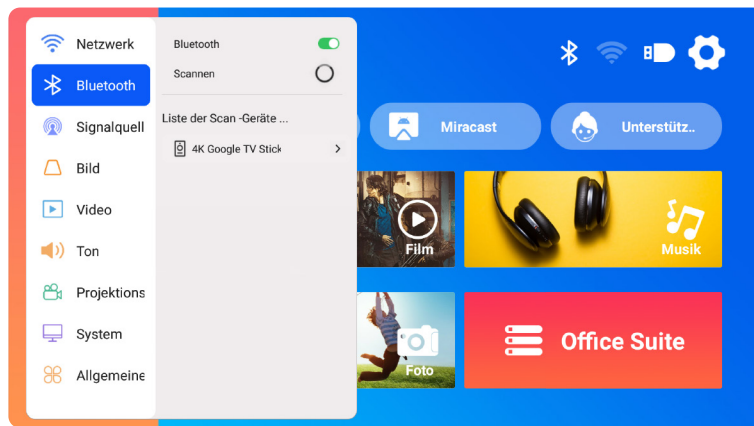 Netzwerk
Bluetooth
Signalquell
Bild
Video
Ton
Projektions
System
Allgemeine
Bluetooth
Scannen
Liste der Scan -Geräte ...
4K Google TV Stick
Miracast
Unterstütz..
Film
Musik
Foto
Office Suite